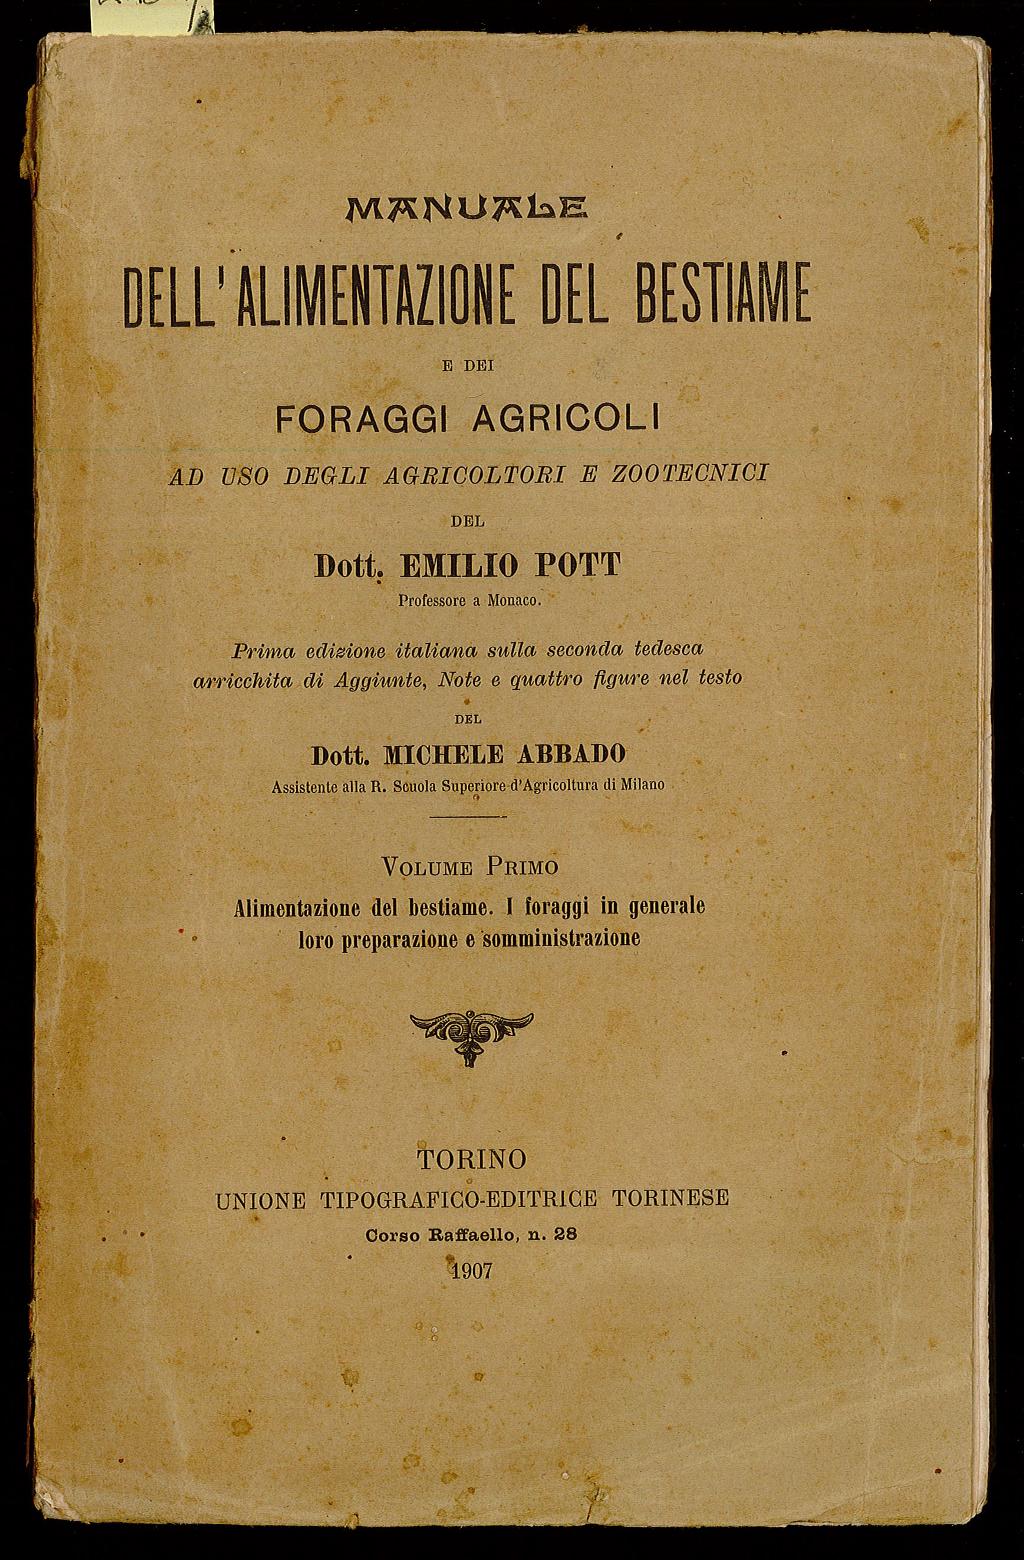 MANUALE
DELL'ALIMENTAZIONE DEL BESTIAME
E DEI
FORAGGI AGRICOLI
AD USO DEGLI AGRICOLTORI E ZOOTECNICI
DEL
Dott. EMILIO POTT
Professore a Monaco.
Prima edizione italiana sulla seconda tedesca
arricchita di Aggiunte, Note e quattro figure nel testo
DEL
Dott. MICHELE ABBADO
Assistente alla R. Scuola Superiore d'Agricoltura di Milano
VOLUME PRIMO
Alimentazione del bestiame. I foraggi in generale
loro preparazione e somministrazione
TORINO
UNIONE TIPOGRAFICO-EDITRICE TORINESE
Corso Raffaello, n. 28
1907